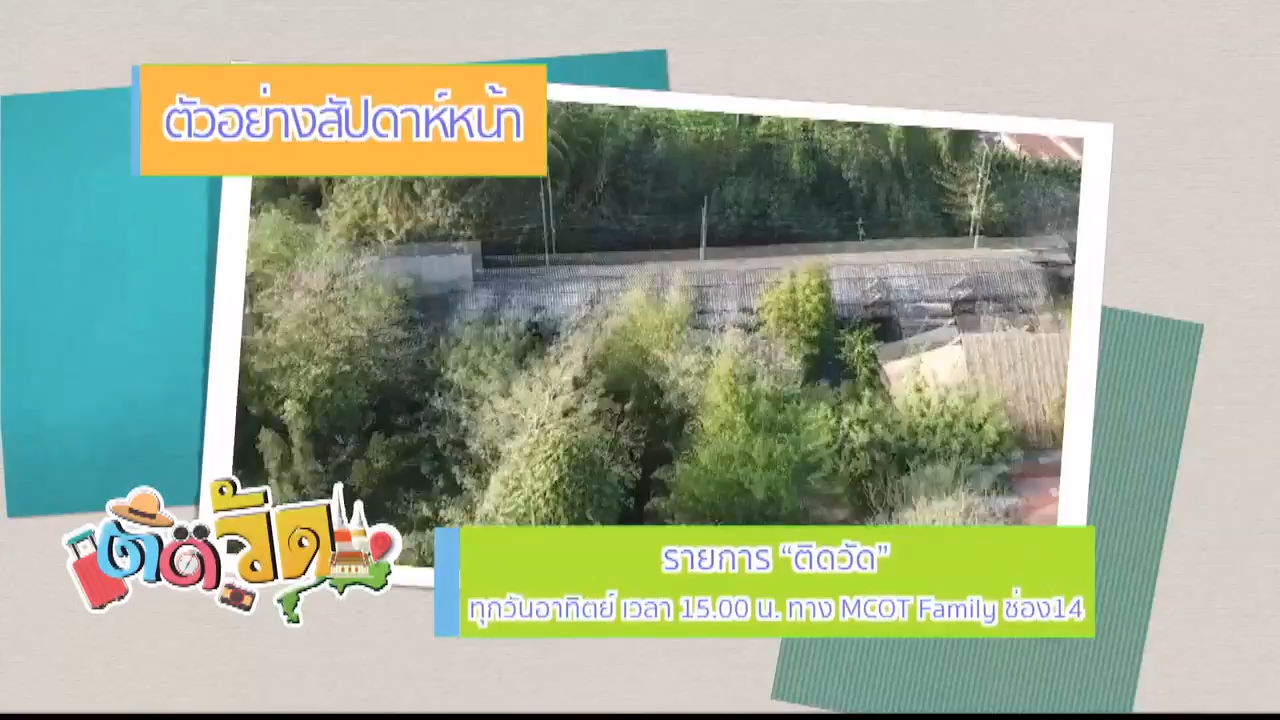 ตัวอย่างสัปดาห์หน้า
ติดวัด
รายการ “ติดวัด”
ทุกวันอาทิตย์ เวลา 15.00 น. ทาง MCOT Family ช่อง14